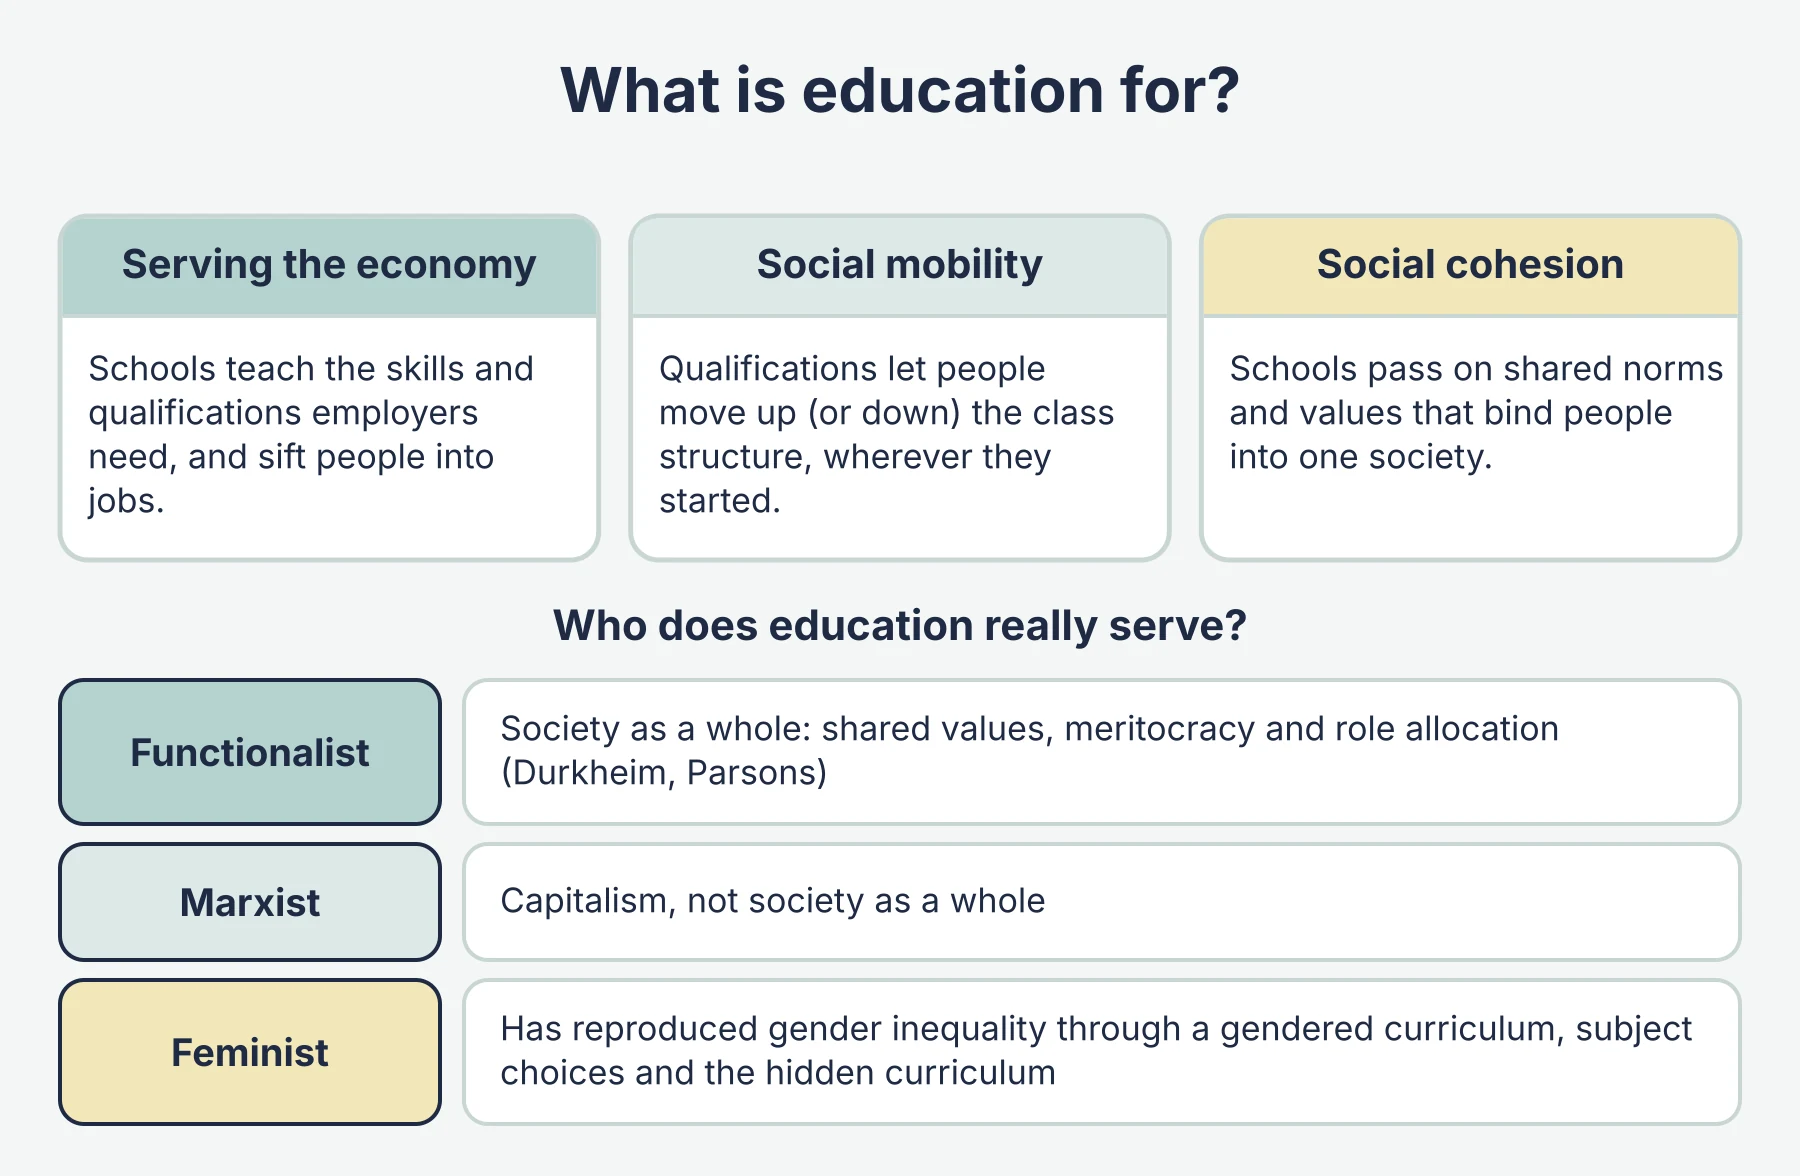 What is education for?
Serving the economy
Schools teach the skills and
qualifications employers
need, and sift people into
jobs.
Social mobility
Qualifications let people
move up (or down) the class
structure, wherever they
started.
Social cohesion
Schools pass on shared norms
and values that bind people
into one society.
Who does education really serve?
Functionalist
Society as a whole: shared values, meritocracy and role allocation
(Durkheim, Parsons)
Marxist
Capitalism, not society as a whole
Feminist
Has reproduced gender inequality through a gendered curriculum, subject
choices and the hidden curriculum